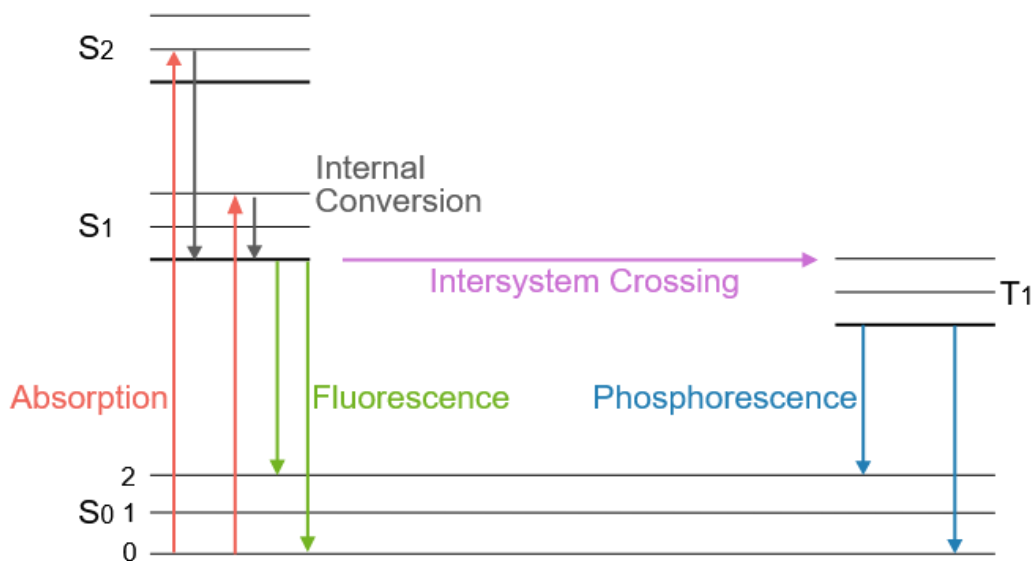 S2
Internal
Conversion
S1
Intersystem Crossing
T1
Absorption
Fluorescence
Phosphorescence
2
S0 1
0